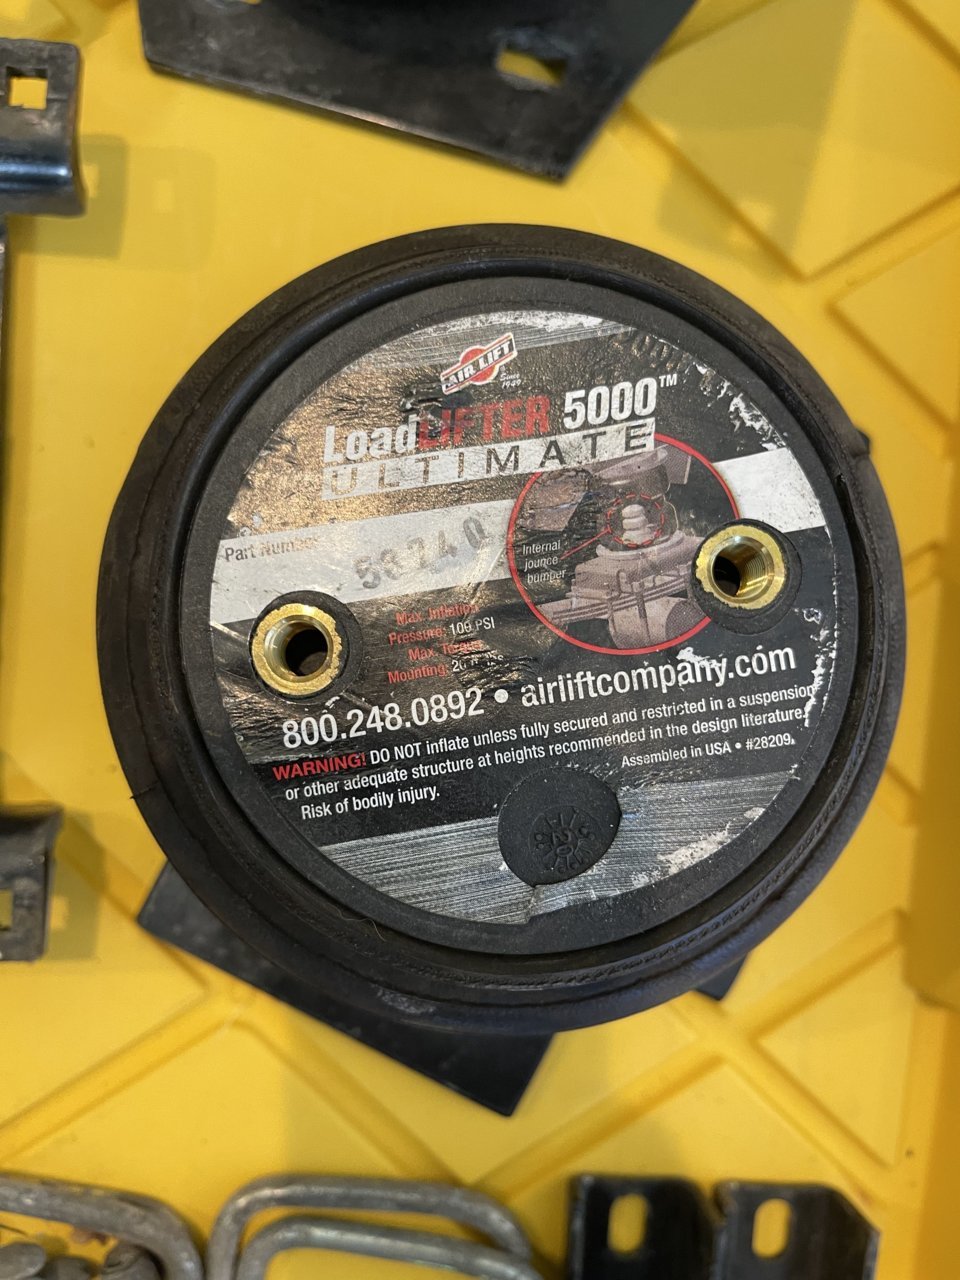 AIR LIFT
Since
1949
LoadLIFTER 5000™
ULTIMATE
Part Number
Internal
jounce
bumper
Max. Inflation
Pressure: 100 PSI
Max. Torque
Mounting: 20
800.248.0892 • airliftcompany.com
WARNING! DO NOT inflate unless fully secured and restricted in a suspension
or other adequate structure at heights recommended in the design literature.
Risk of bodily injury.
Assembled in USA • #28209